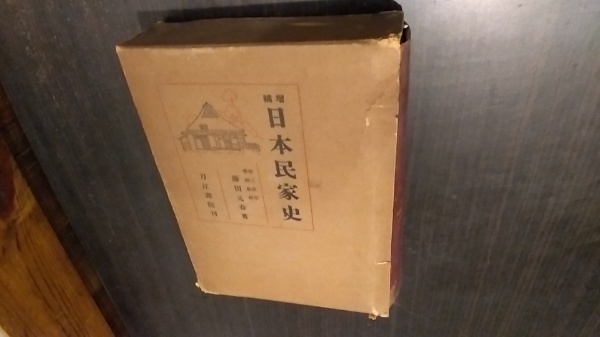 増補
日本民家史
藤田元春著
刀江書院刊